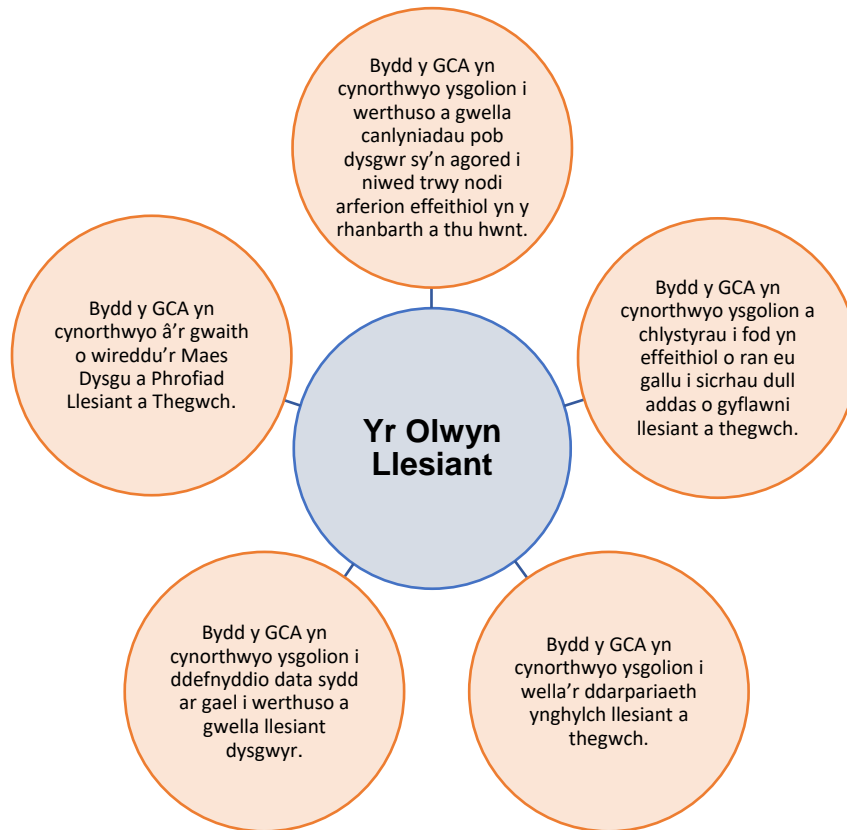 Bydd y GCA yn
cynorthwyo ysgolion i
werthuso a gwella
canlyniadau pob
dysgwr sy'n agored i
niwed trwy nodi
arferion effeithiol yn y
rhanbarth a thu hwnt.
Bydd y GCA yn
cynorthwyo ysgolion a
chlystyrau i fod yn
effeithiol o ran eu
gallu i sicrhau dull
addas o gyflawni
llesiant a thegwch.
Bydd y GCA yn
cynorthwyo ysgolion i
wella'r ddarpariaeth
ynghylch llesiant a
thegwch.
Bydd y GCA yn
cynorthwyo ysgolion i
ddefnyddio data sydd
ar gael i werthuso a
gwella llesiant
dysgwyr.
Bydd y GCA yn
cynorthwyo â'r gwaith
o wireddu'r Maes
Dysgu a Phrofiad
Llesiant a Thegwch.
Yr Olwyn
Llesiant